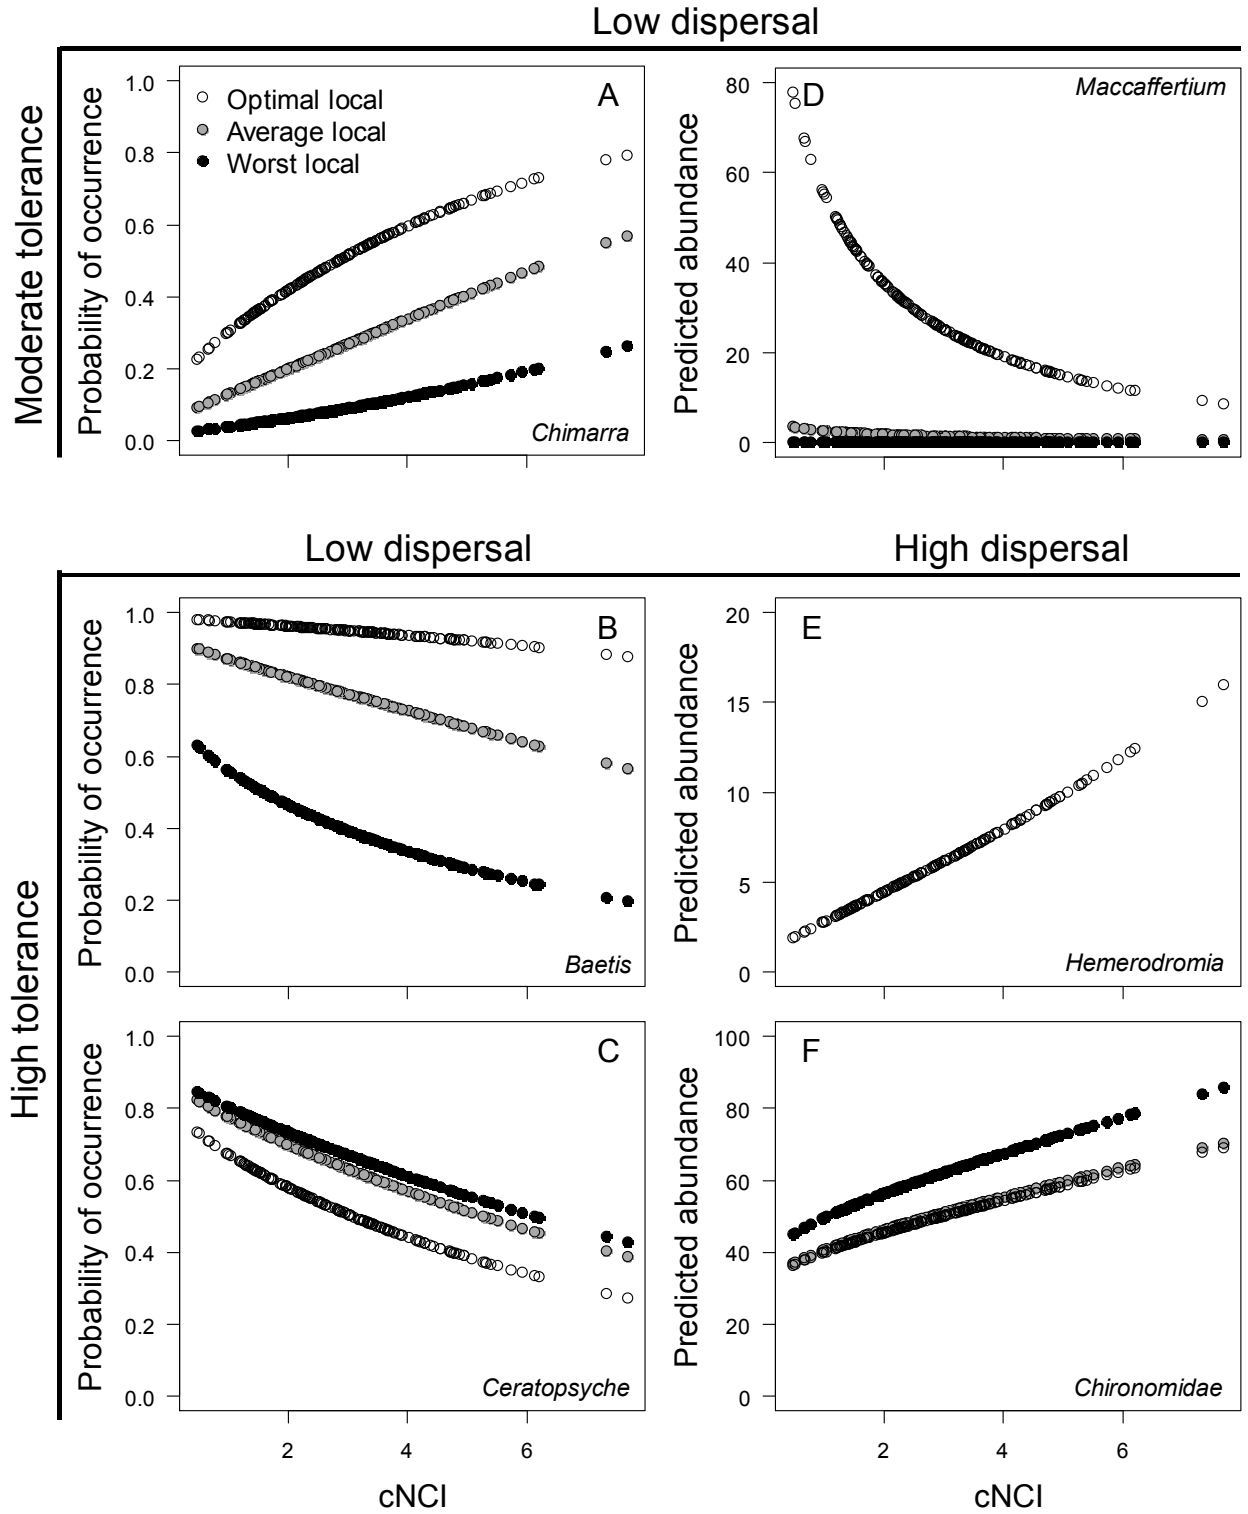 Low dispersal
Moderate tolerance
Probability of occurrence
1.0
0.8
0.6
0.4
0.2
0.0
Optimal local
Average local
Worst local
A
Chimarra
Predicted abundance
80
60
40
20
0
D
Maccaffertium
Low dispersal
High dispersal
High tolerance
Probability of occurrence
1.0
0.8
0.6
0.4
0.2
0.0
B
Baetis
Predicted abundance
20
15
10
5
0
E
Hemerodromia
Probability of occurrence
1.0
0.8
0.6
0.4
0.2
0.0
C
Ceratopsyche
2
4
6
cNCI
Predicted abundance
100
80
60
40
20
0
F
Chironomidae
2
4
6
cNCI